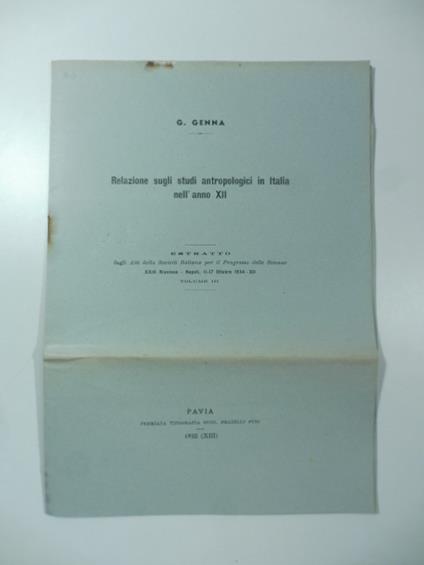 G. GENNA
Relazione sugli studi antropologici in Italia
nell'anno XII
ESTRATTO
dagli Atti della Società Italiana per il Progresso delle Scienze
XXIII Riunione - Napoli, 11-17 Ottobre 1934 - XII
VOLUME III
PAVIA
PREMIATA TIPOGRAFIA SUCC. FRATELLI FUSI
1935 (XIII)